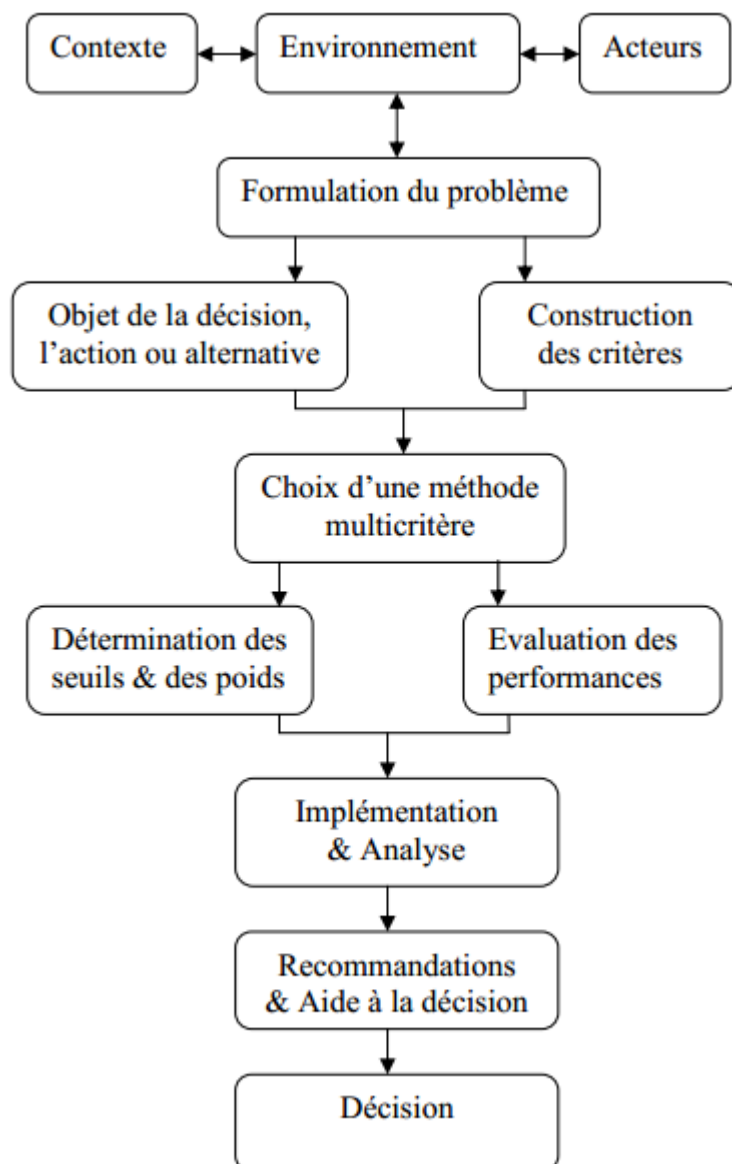 Contexte
Environnement
Acteurs
Formulation du problème
Objet de la décision,
l’action ou alternative
Construction
des critères
Choix d’une méthode
multicritère
Détermination des
seuils & des poids
Evaluation des
performances
Implémentation
& Analyse
Recommandations
& Aide à la décision
Décision